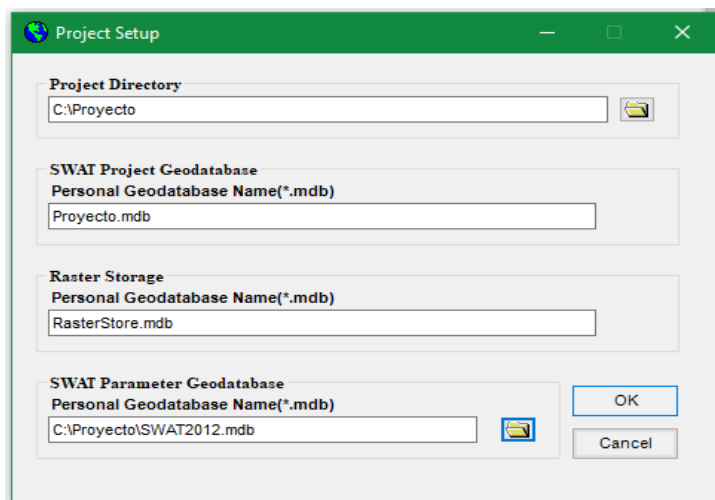 Project Setup
Project Directory
C:\Proyecto
SWAT Project Geodatabase
Personal Geodatabase Name(*.mdb)
Proyecto.mdb
Raster Storage
Personal Geodatabase Name(*.mdb)
RasterStore.mdb
SWAT Parameter Geodatabase
Personal Geodatabase Name(*.mdb)
C:\Proyecto\SWAT2012.mdb
OK
Cancel